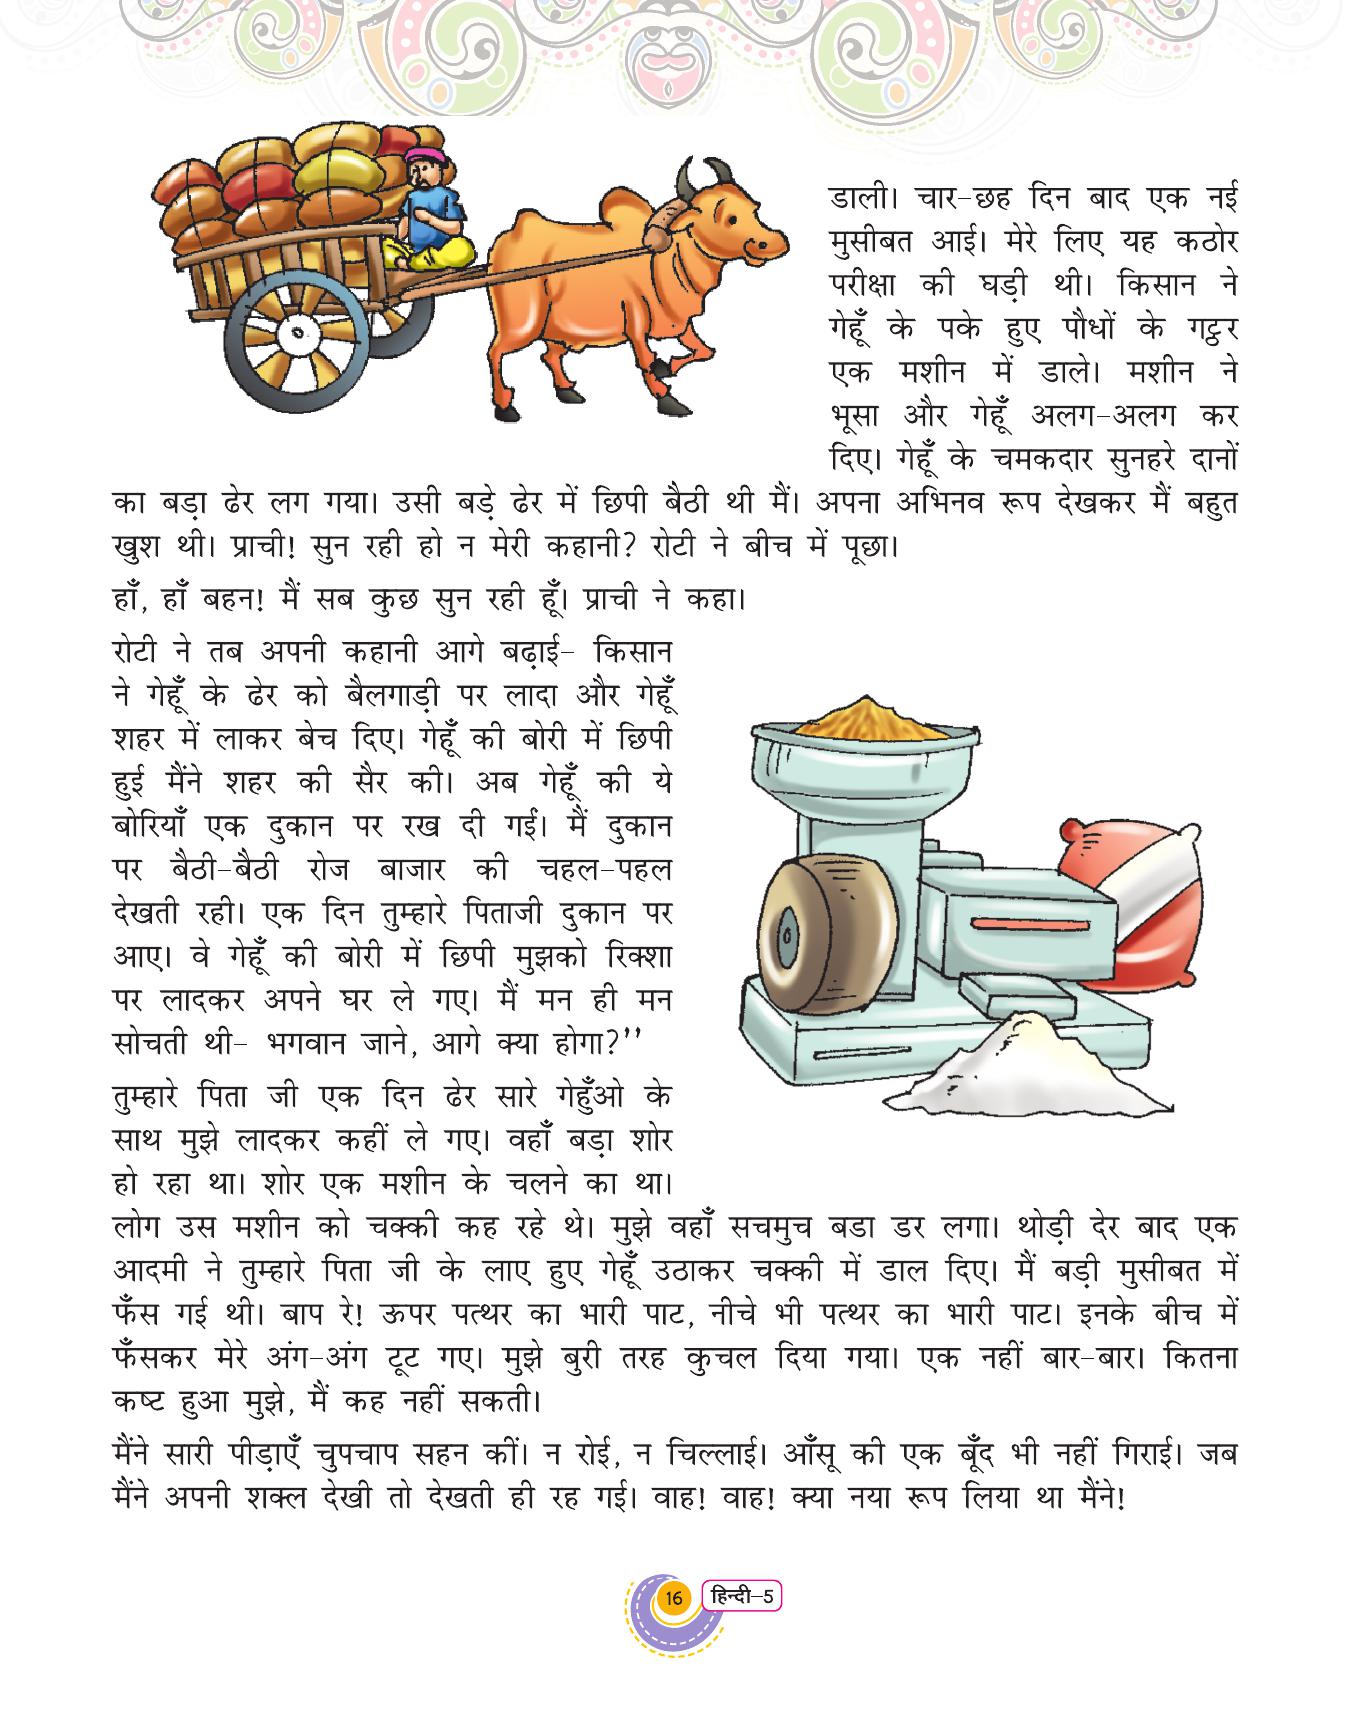 डाली। चार-छह दिन बाद एक नई
मुसीबत आई। मेरे लिए यह कठोर
परीक्षा की घड़ी थी। किसान ने
गेहूँ के पके हुए पौधों के गट्ठर
एक मशीन में डाले। मशीन ने
भूसा और गेहूँ अलग-अलग कर
दिए। गेहूँ के चमकदार सुनहरे दानों
का बड़ा ढेर लग गया। उसी बड़े ढेर में छिपी बैठी थी मैं। अपना अभिनव रूप देखकर मैं बहुत
खुश थी। प्राची! सुन रही हो न मेरी कहानी? रोटी ने बीच में पूछा।
हाँ, हाँ बहन! मैं सब कुछ सुन रही हूँ। प्राची ने कहा।
रोटी ने तब अपनी कहानी आगे बढ़ाई- किसान
ने गेहूँ के ढेर को बैलगाड़ी पर लादा और गेहूँ
शहर में लाकर बेच दिए। गेहूँ की बोरी में छिपी
हुई मैंने शहर की सैर की। अब गेहूँ की ये
बोरियाँ एक दुकान पर रख दी गईं। मैं दुकान
पर बैठी-बैठी रोज बाजार की चहल-पहल
देखती रही। एक दिन तुम्हारे पिताजी दुकान पर
आए। वे गेहूँ की बोरी में छिपी मुझको रिक्शा
पर लादकर अपने घर ले गए। मैं मन ही मन
सोचती थी- भगवान जाने, आगे क्या होगा?''
तुम्हारे पिता जी एक दिन ढेर सारे गेहुँओ के
साथ मुझे लादकर कहीं ले गए। वहाँ बड़ा शोर
हो रहा था। शोर एक मशीन के चलने का था।
लोग उस मशीन को चक्की कह रहे थे। मुझे वहाँ सचमुच बडा डर लगा। थोड़ी देर बाद एक
आदमी ने तुम्हारे पिता जी के लाए हुए गेहूँ उठाकर चक्की में डाल दिए। मैं बड़ी मुसीबत में
फँस गई थी। बाप रे! ऊपर पत्थर का भारी पाट, नीचे भी पत्थर का भारी पाट। इनके बीच में
फँसकर मेरे अंग-अंग टूट गए। मुझे बुरी तरह कुचल दिया गया। एक नहीं बार-बार। कितना
कष्ट हुआ मुझे, मैं कह नहीं सकती।
मैंने सारी पीड़ाएँ चुपचाप सहन कीं। न रोई, न चिल्लाई। आँसू की एक बूँद भी नहीं गिराई। जब
मैंने अपनी शक्ल देखी तो देखती ही रह गई। वाह! वाह! क्या नया रूप लिया था मैंने!
16 हिन्दी-5